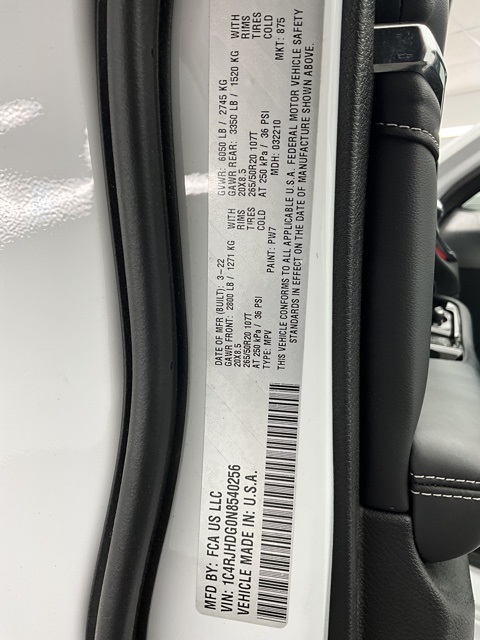 MFD BY: FCA US LLC
VIN: 1C4RJHDG0N8540256
VEHICLE MADE IN: U.S.A.
DATE OF MFR (BUILT): 3-22 GVWR: 6050 LB / 2745 KG
GAWR FRONT: 2800 LB / 1271 KG WITH GAWR REAR: 3350 LB / 1520 KG WITH
20X8.5 RIMS 20X8.5 RIMS
265/50R20 107T TIRES 265/50R20 107T TIRES
AT 250 kPa / 36 PSI COLD AT 250 kPa / 36 PSI COLD
TYPE: MPV PAINT: PW7 MDH: 032210 MKT: 875
THIS VEHICLE CONFORMS TO ALL APPLICABLE U.S.A. FEDERAL MOTOR VEHICLE SAFETY
STANDARDS IN EFFECT ON THE DATE OF MANUFACTURE SHOWN ABOVE.